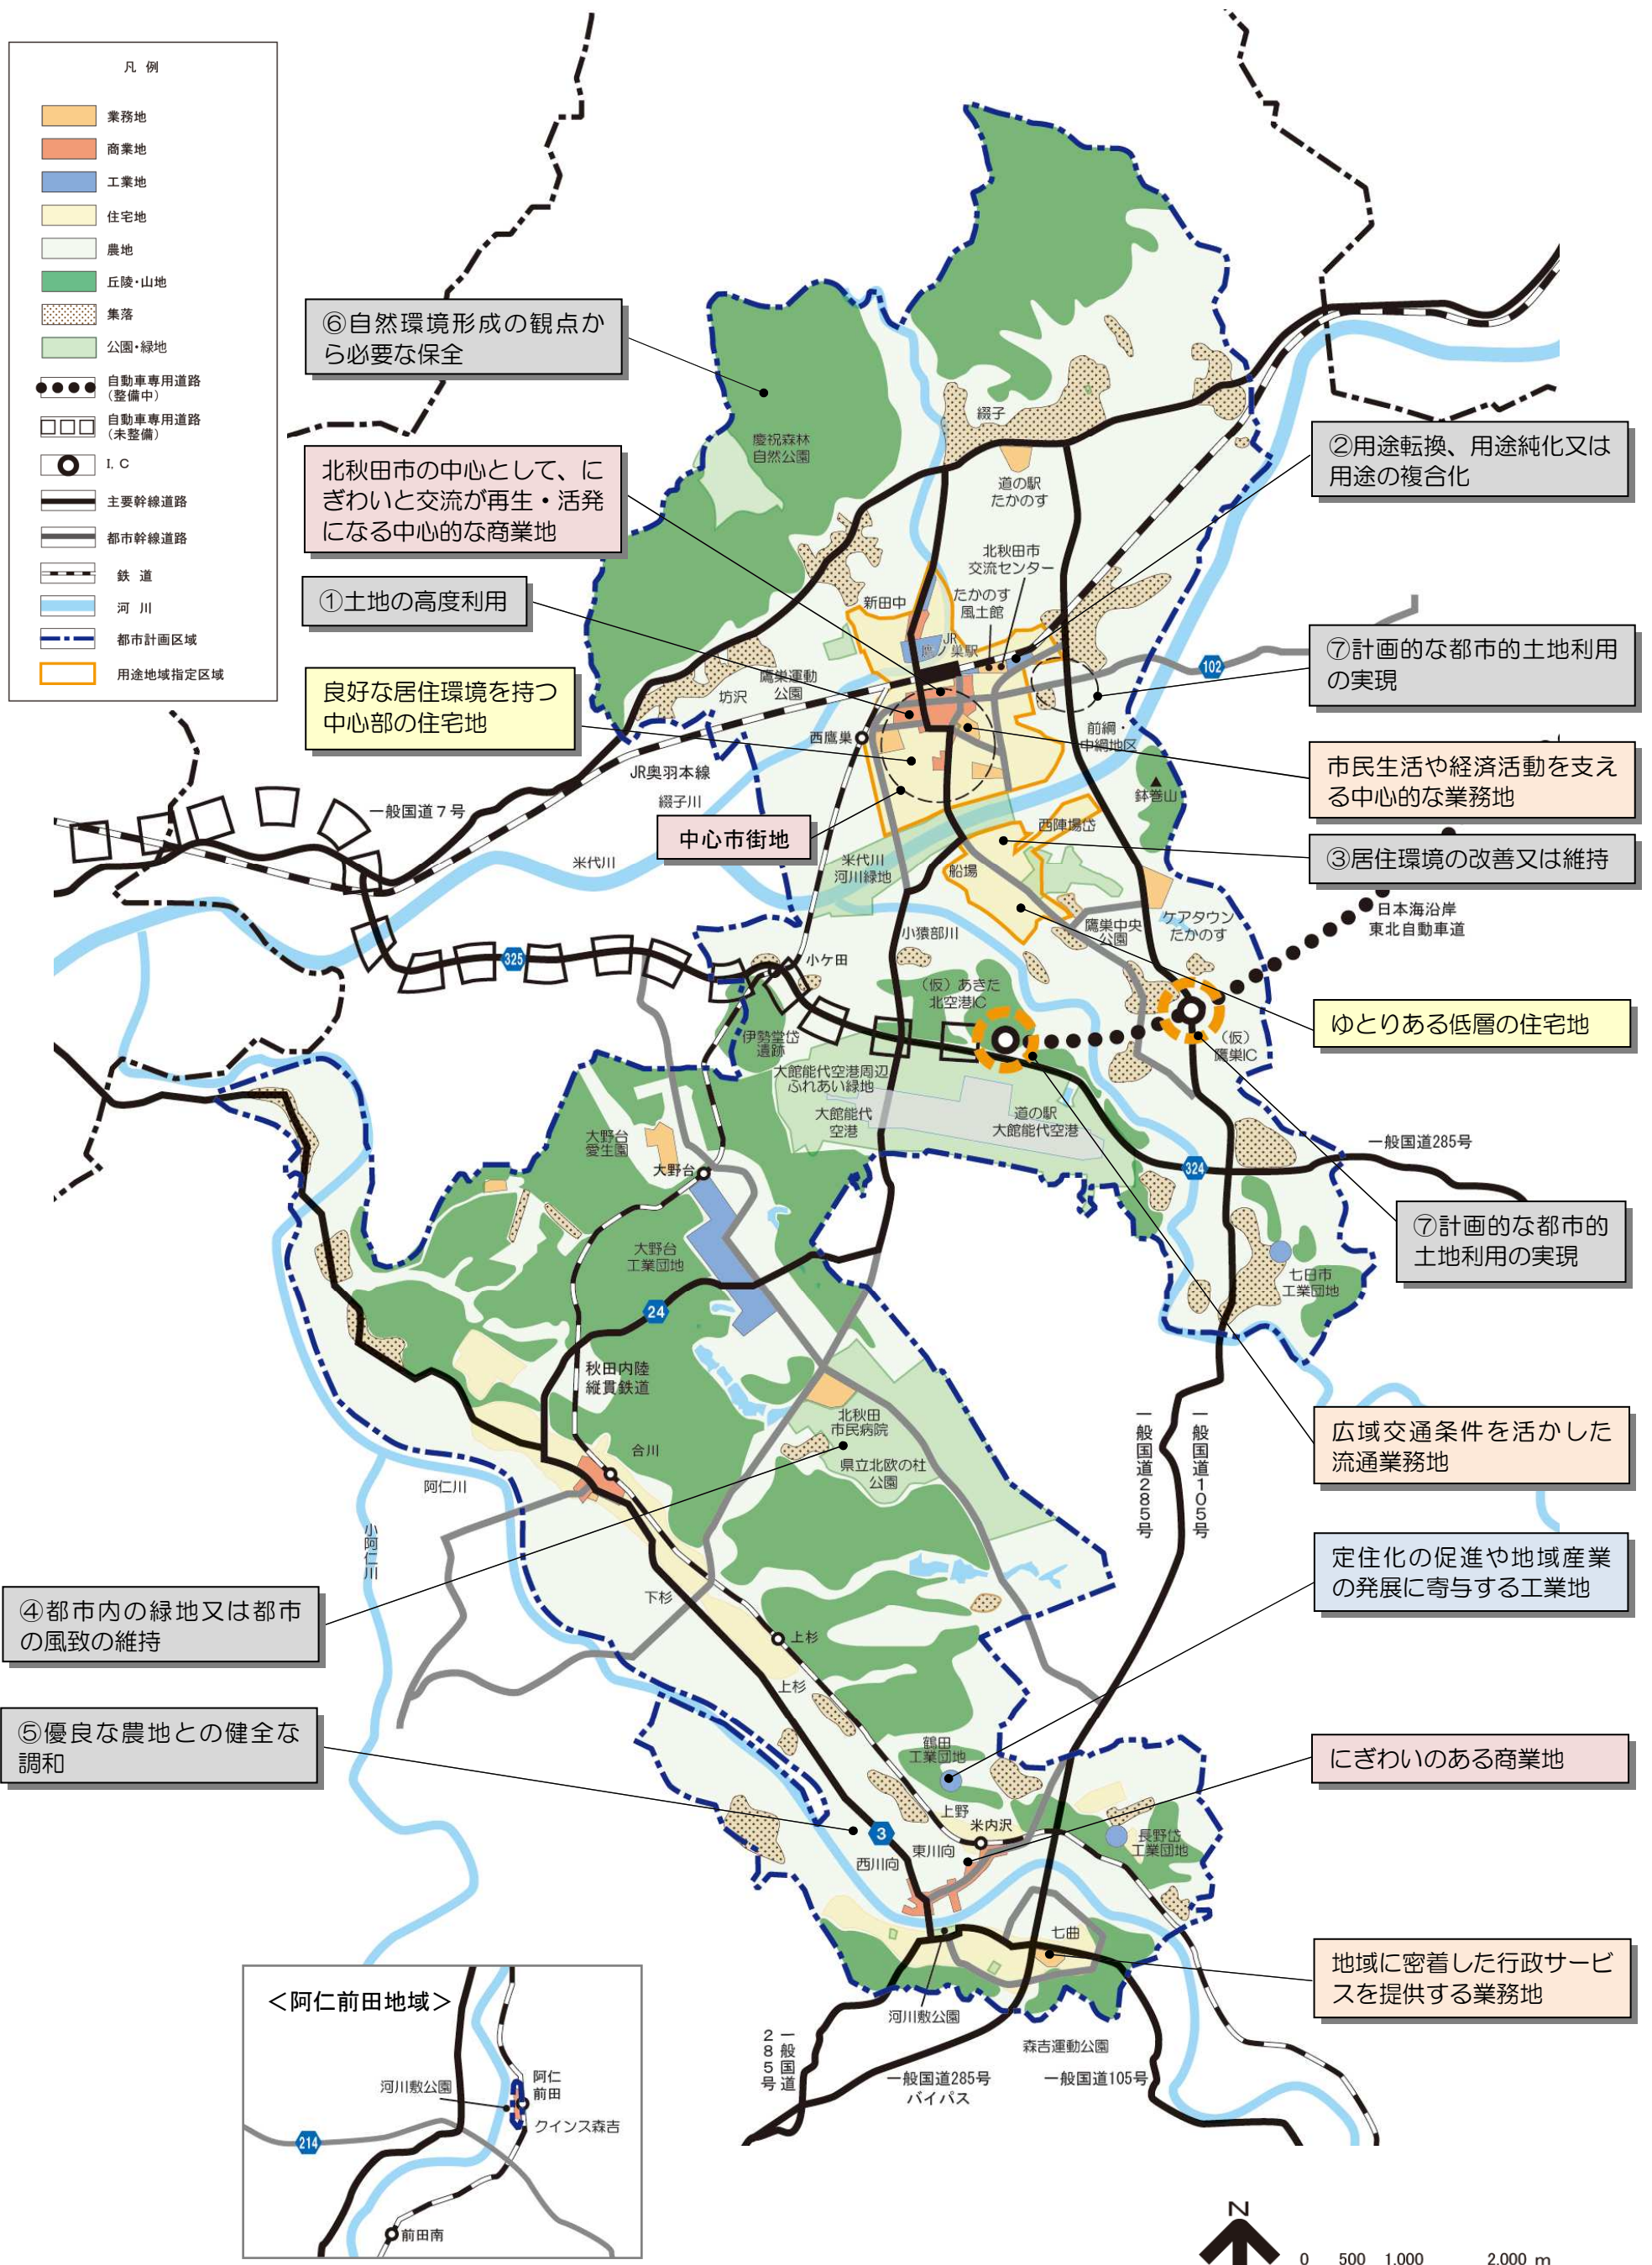 凡 例
業務地
商業地
工業地
住宅地
農地
丘陵・山地
集落
公園・緑地
自動車専用道路
(整備中)
自動車専用道路
(未整備)
I. C
主要幹線道路
都市幹線道路
鉄 道
河 川
都市計画区域
用途地域指定区域
⑥自然環境形成の観点か
ら必要な保全
北秋田市の中心として、に
ぎわいと交流が再生・活発
になる中心的な商業地
①土地の高度利用
良好な居住環境を持つ
中心部の住宅地
中心市街地
②用途転換、用途純化又は
用途の複合化
⑦計画的な都市的土地利用
の実現
市民生活や経済活動を支え
る中心的な業務地
③居住環境の改善又は維持
日本海沿岸
東北自動車道
ゆとりある低層の住宅地
⑦計画的な都市的
土地利用の実現
広域交通条件を活かした
流通業務地
定住化の促進や地域産業
の発展に寄与する工業地
にぎわいのある商業地
地域に密着した行政サービ
スを提供する業務地
④都市内の緑地又は都市
の風致の維持
⑤優良な農地との健全な
調和
慶祝森林
自然公園
綴子
道の駅
たかのす
北秋田市
交流センター
たかのす
風土館
新田中
JR
鷹ノ巣駅
102
鷹巣運動
公園
坊沢
西鷹巣
前綱・
中綱地区
JR奥羽本線
綴子川
一般国道7号
鉢巻山
西陣場岱
米代川
米代川
河川緑地
船場
鷹巣中央
公園
ケアタウン
たかのす
小猿部川
325
小ケ田
(仮)あきた
北空港IC
(仮)
鷹巣IC
伊勢堂岱
遺跡
大館能代空港周辺
ふれあい緑地
大館能代
空港
道の駅
大館能代空港
一般国道285号
324
大野台
愛生園
大野台
大野台
工業団地
七日市
工業団地
24
秋田内陸
縦貫鉄道
北秋田
市民病院
県立北欧の杜
公園
合川
阿仁川
小阿仁川
一般国道285号
一般国道105号
下杉
上杉
上杉
鶴田
工業団地
上野
米内沢
3
東川向
西川向
長野岱
工業団地
七曲
河川敷公園
森吉運動公園
一般国道
285号
一般国道285号
バイパス
一般国道105号
＜阿仁前田地域＞
河川敷公園
阿仁
前田
クインス森吉
214
前田南
N
0 500 1,000 2,000 m